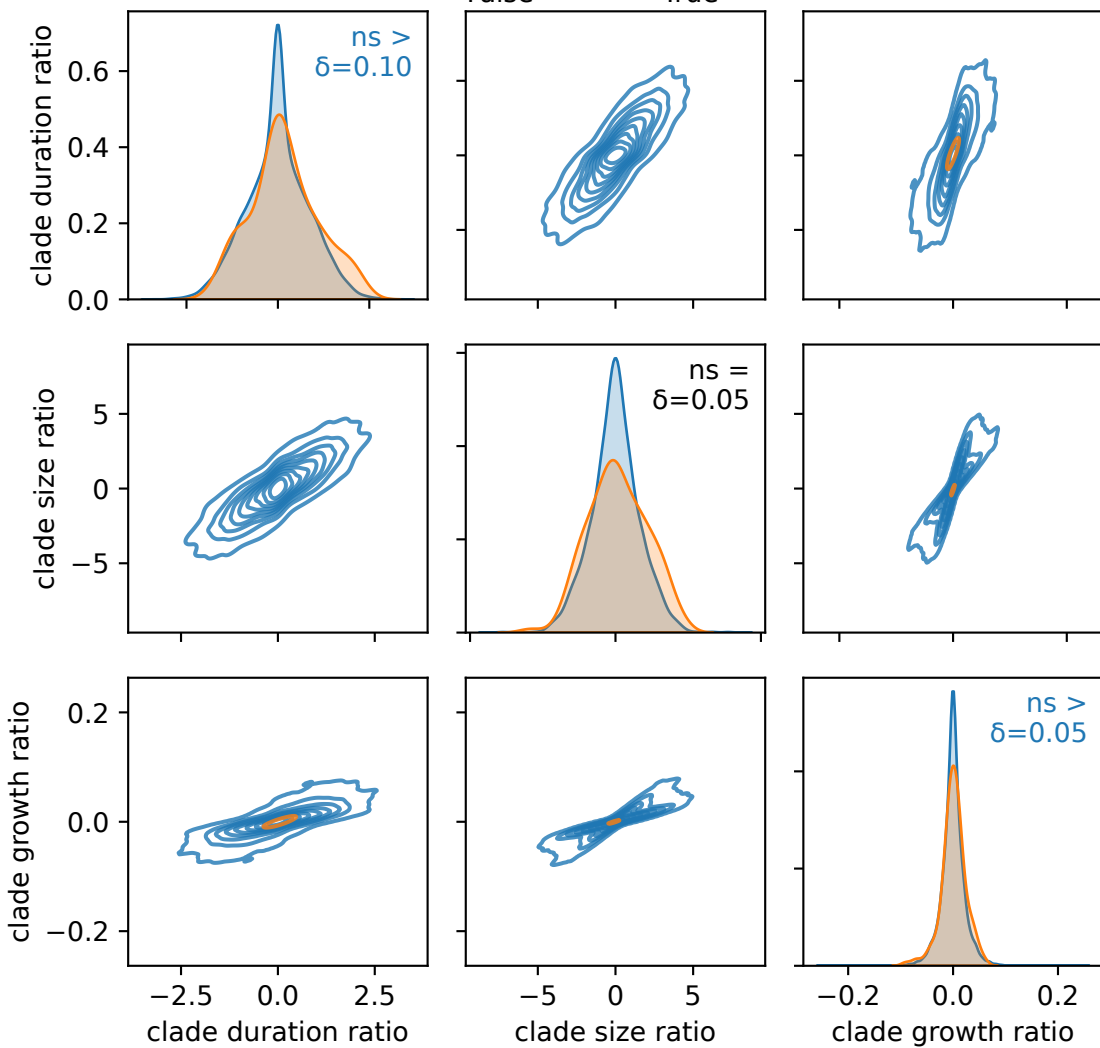 ns >
δ=0.10
clade duration ratio
0.6
0.4
0.2
0.0
ns =
δ=0.05
clade size ratio
5
0
−5
ns >
δ=0.05
clade growth ratio
0.2
0.0
−0.2
−2.5 0.0 2.5
−5 0 5
−0.2 0.0 0.2
clade duration ratio
clade size ratio
clade growth ratio